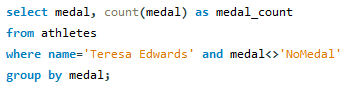 select medal, count(medal) as medal_count
from athletes
where name='Teresa Edwards' and medal<>'NoMedal'
group by medal;